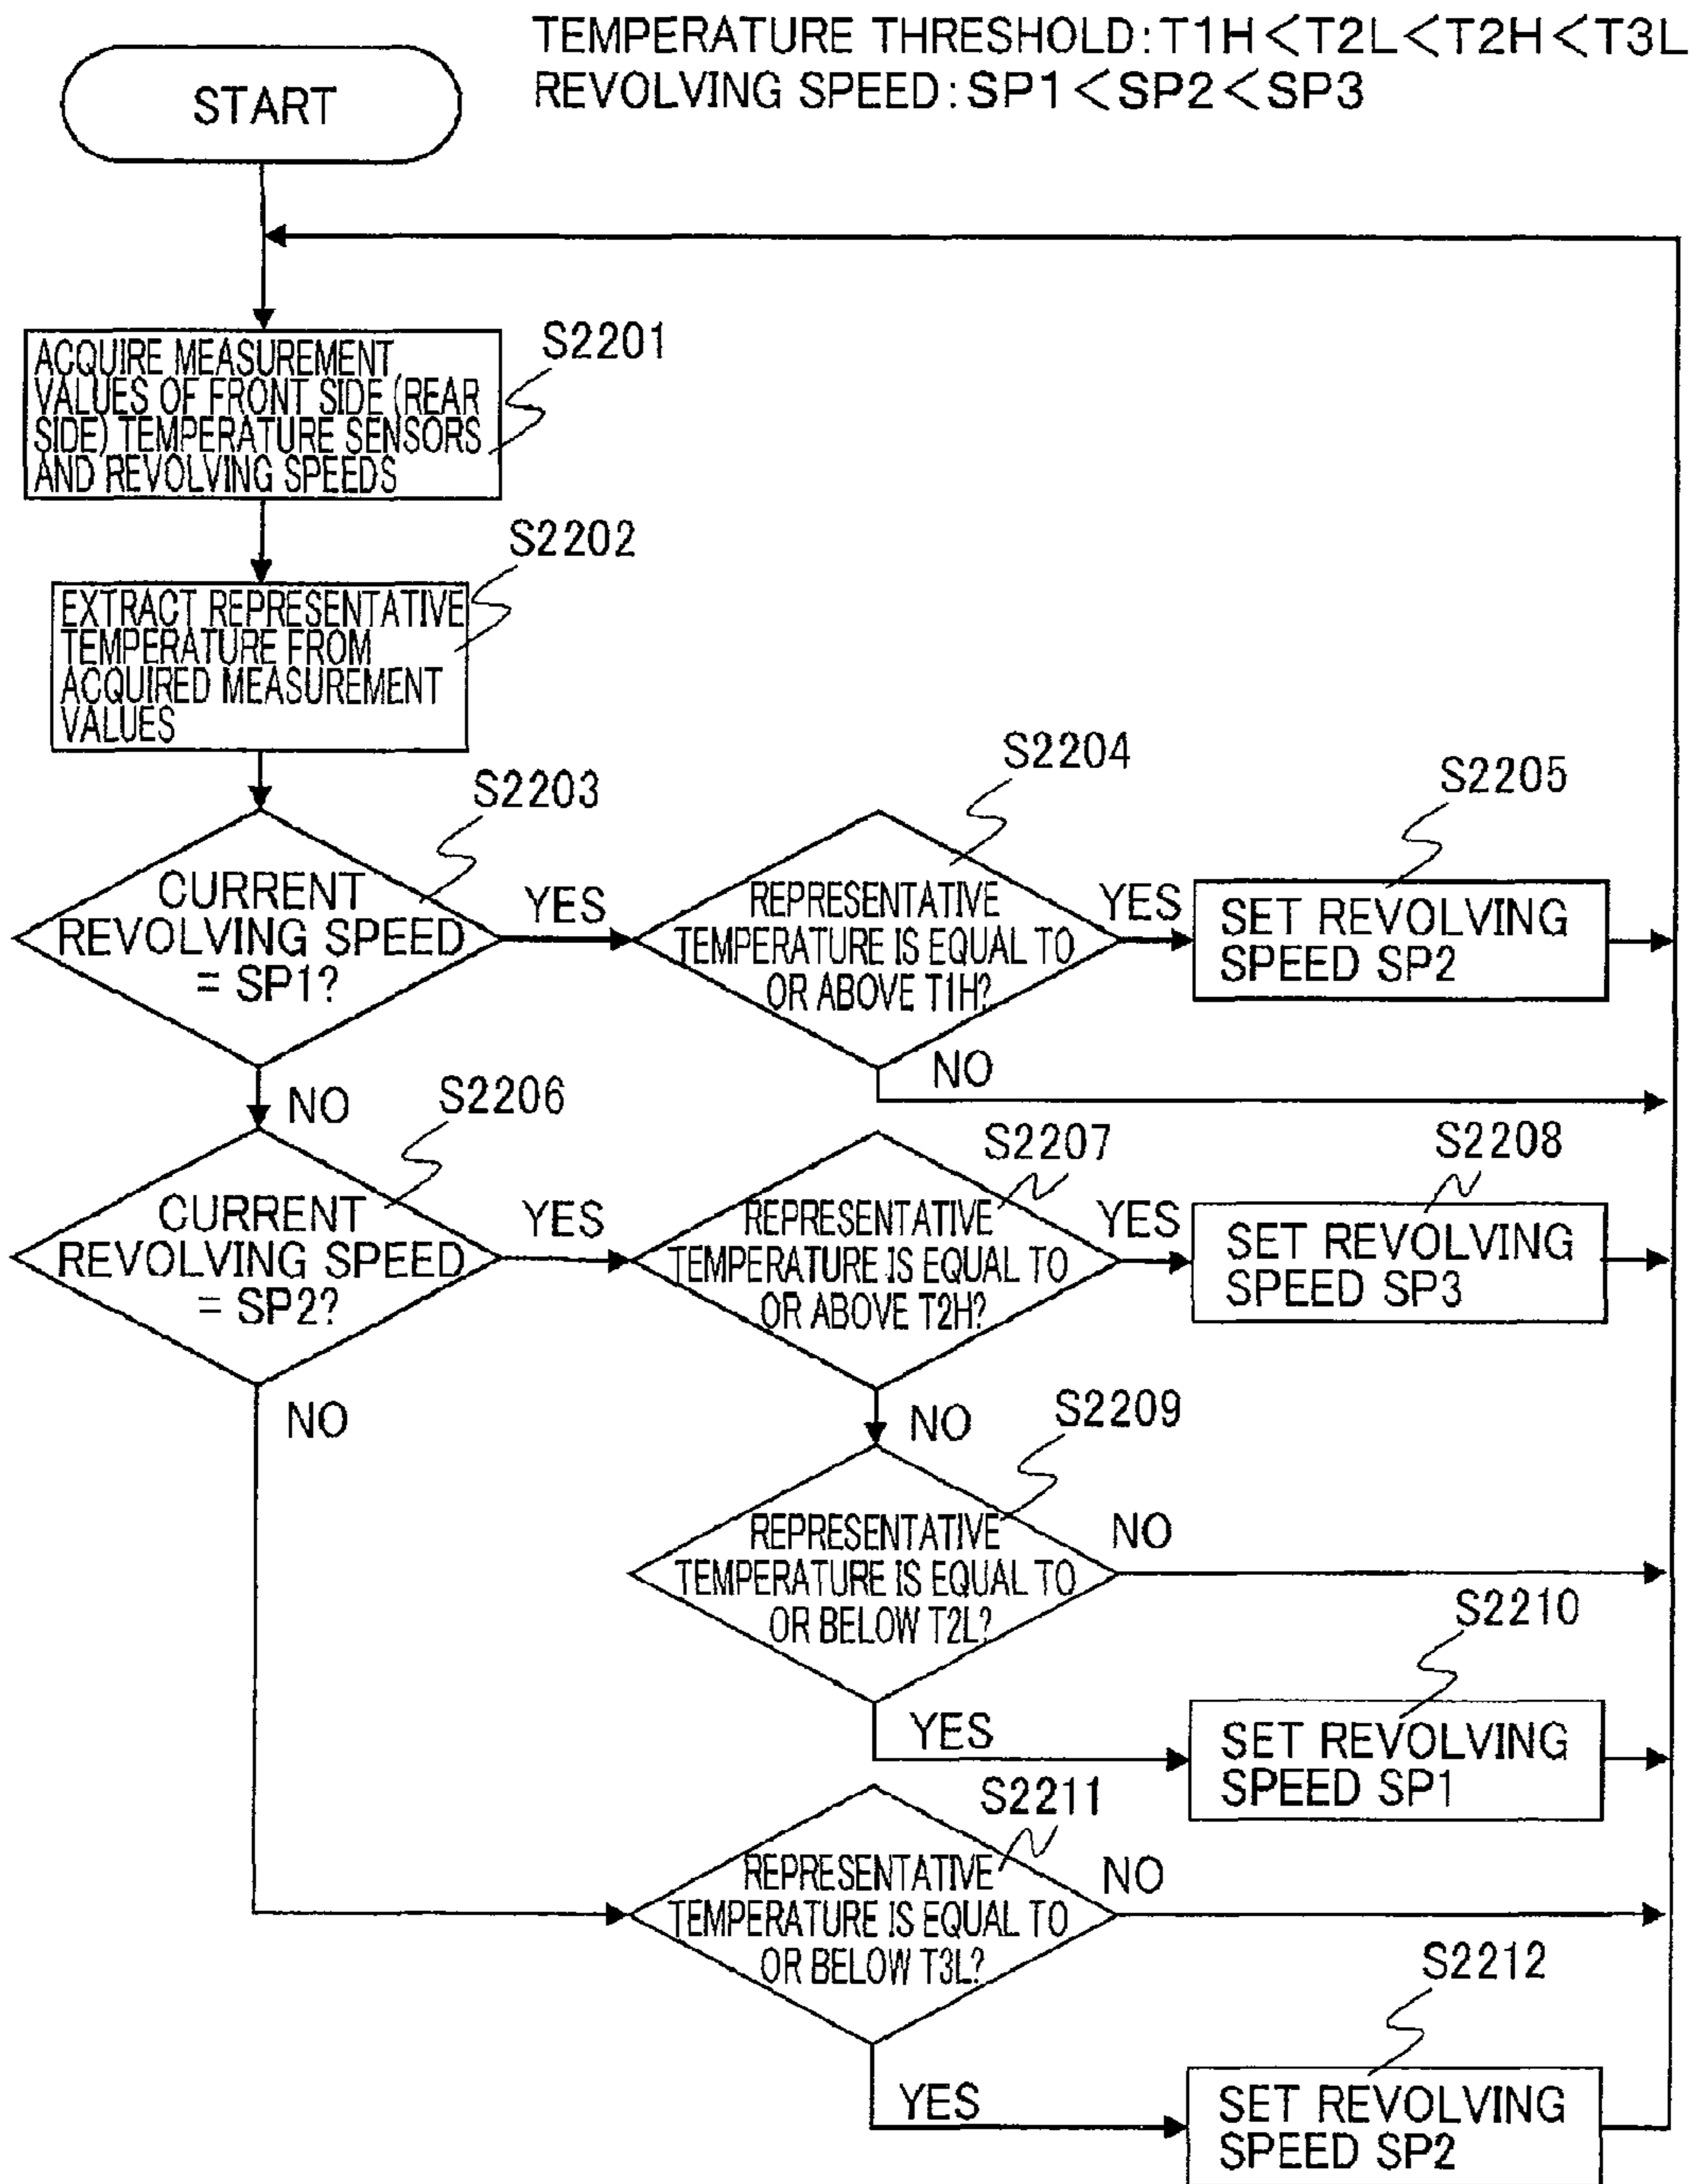 TEMPERATURE THRESHOLD:T1H<T2L<T2H<T3L
REVOLVING SPEED:SP1<SP2<SP3
START
S2201
ACQUIRE MEASUREMENT
VALUES OF FRONT SIDE (REAR
SIDE) TEMPERATURE SENSORS
AND REVOLVING SPEEDS
S2202
EXTRACT REPRESENTATIVE
TEMPERATURE FROM
ACQUIRED MEASUREMENT
VALUES
S2203
CURRENT
REVOLVING SPEED
= SP1?
YES
S2204
REPRESENTATIVE
TEMPERATURE IS EQUAL TO
OR ABOVE T1H?
YES
S2205
SET REVOLVING
SPEED SP2
NO
NO
S2206
CURRENT
REVOLVING SPEED
= SP2?
YES
S2207
REPRESENTATIVE
TEMPERATURE IS EQUAL TO
OR ABOVE T2H?
YES
S2208
SET REVOLVING
SPEED SP3
NO
NO
S2209
REPRESENTATIVE
TEMPERATURE IS EQUAL TO
OR BELOW T2L?
NO
YES
S2210
SET REVOLVING
SPEED SP1
S2211
REPRESENTATIVE
TEMPERATURE IS EQUAL TO
OR BELOW T3L?
NO
YES
S2212
SET REVOLVING
SPEED SP2